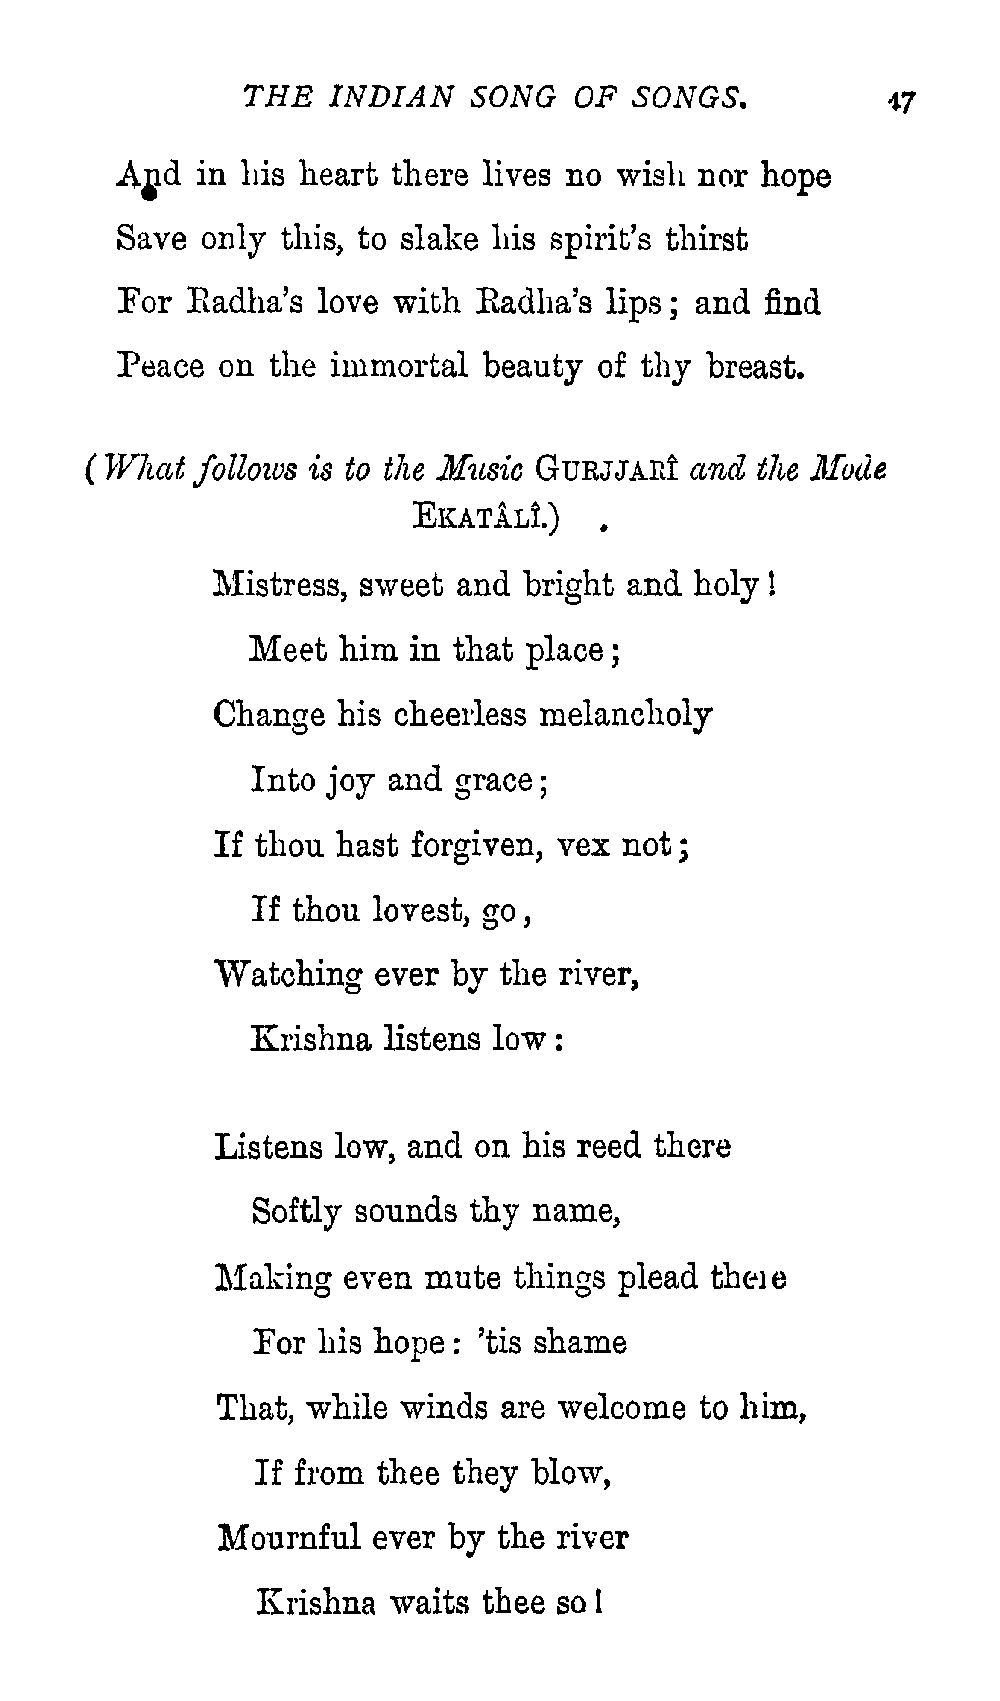 THE INDIAN SONG OF SONGS. 47
And in his heart there lives no wish nor hope
Save only this, to slake his spirit's thirst
For Radha's love with Radha's lips; and find
Peace on the immortal beauty of thy breast.
(What follows is to the Music GURJJARÎ and the Mode
EKATÂLÎ.)
Mistress, sweet and bright and holy!
Meet him in that place;
Change his cheerless melancholy
Into joy and grace;
If thou hast forgiven, vex not;
If thou lovest, go,
Watching ever by the river,
Krishna listens low:
Listens low, and on his reed there
Softly sounds thy name,
Making even mute things plead there
For his hope: 'tis shame
That, while winds are welcome to him,
If from thee they blow,
Mournful ever by the river
Krishna waits thee so!